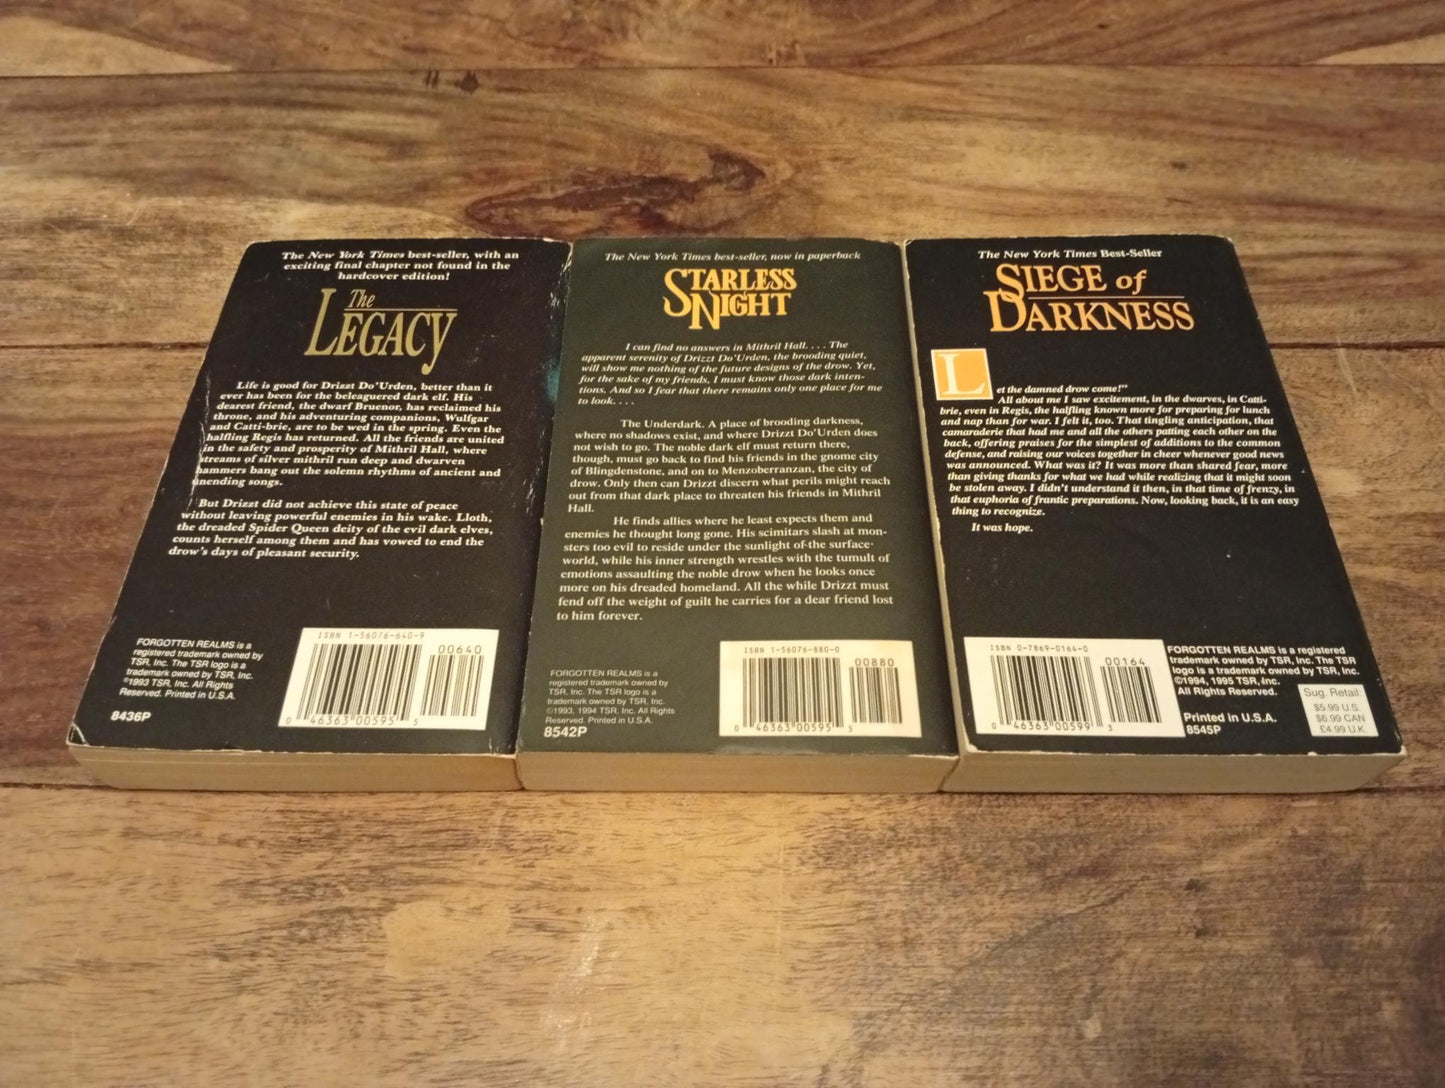 The New York Times best-seller, with an
exciting final chapter not found in the
hardcover edition!
The
LEGACY
Life is good for Drizzt Do'Urden, better than it
ever has been for the beleaguered dark elf. His
dearest friend, the dwarf Bruenor, has reclaimed his
throne, and his adventuring companions, Wulfgar
and Catti-brie, are to be wed in the spring. Even the
halfling Regis has returned. All the friends are united
in the safety and prosperity of Mithril Hall, where
streams of silver mithril run deep and dwarven
hammers bang out the solemn rhythms of ancient and
unending songs.
But Drizzt did not achieve this state of peace
without leaving powerful enemies in his wake. Lloth,
the dreaded Spider Queen deity of the evil dark elves,
counts herself among them and has vowed to end the
drow's days of pleasant security.
FORGOTTEN REALMS is a
registered trademark owned by
TSR, Inc. The TSR logo is a
trademark owned by TSR, Inc.
©1993 TSR, Inc. All Rights
Reserved. Printed in U.S.A.
8436P
ISBN 1-56076-640-9
00640
0 46363 00595 5
The New York Times best-seller, now in paperback
STARLESS
NIGHT
I can find no answers in Mithril Hall. . . . The
apparent serenity of Drizzt Do'Urden, the brooding quiet,
will show me nothing of the future designs of the drow. Yet,
for the sake of my friends, I must know those dark inten-
tions. And so I fear that there remains only one place for me
to look. . . .
The Underdark. A place of brooding darkness,
where no shadows exist, and where Drizzt Do'Urden does
not wish to go. The noble dark elf must return there,
though, must go back to find his friends in the gnome city
of Blingdenstone, and on to Menzoberranzan, the city of
drow. Only then can Drizzt discern what perils might reach
out from that dark place to threaten his friends in Mithril
Hall.
He finds allies where he least expects them and
enemies he thought long gone. His scimitars slash at mon-
sters too evil to reside under the sunlight of the surface
world, while his inner strength wrestles with the tumult of
emotions assaulting the noble drow when he looks once
more on his dreaded homeland. All the while Drizzt must
fend off the weight of guilt he carries for a dear friend lost
to him forever.
FORGOTTEN REALMS is a
registered trademark owned by
TSR, Inc. The TSR logo is a
trademark owned by TSR, Inc.
©1993, 1994 TSR, Inc. All Rights
Reserved. Printed in U.S.A.
8542P
ISBN 1-56076-880-0
00880
0 46363 00595 5
The New York Times Best-Seller
SIEGE of
DARKNESS
Let the damned drow come!"
All about me I saw excitement, in the dwarves, in Catti-
brie, even in Regis, the halfling known more for preparing for lunch
and nap than for war. I felt it, too. That tingling anticipation, that
camaraderie that had me and all the others patting each other on the
back, offering praises for the simplest of additions to the common
defense, and raising our voices together in cheer whenever good news
was announced. What was it? It was more than shared fear, more
than giving thanks for what we had while realizing that it might soon
be stolen away. I didn't understand it then, in that time of frenzy, in
that euphoria of frantic preparations. Now, looking back, it is an easy
thing to recognize.
It was hope.
ISBN 0-7869-0164-0
00164
0 46363 00599 3
FORGOTTEN REALMS is a registered
trademark owned by TSR, Inc. The TSR
logo is a trademark owned by TSR, Inc.
©1994, 1995 TSR, Inc.
All Rights Reserved.
Printed in U.S.A.
8545P
Sug. Retail:
$5.99 U.S.
$6.99 CAN
£4.99 U.K.